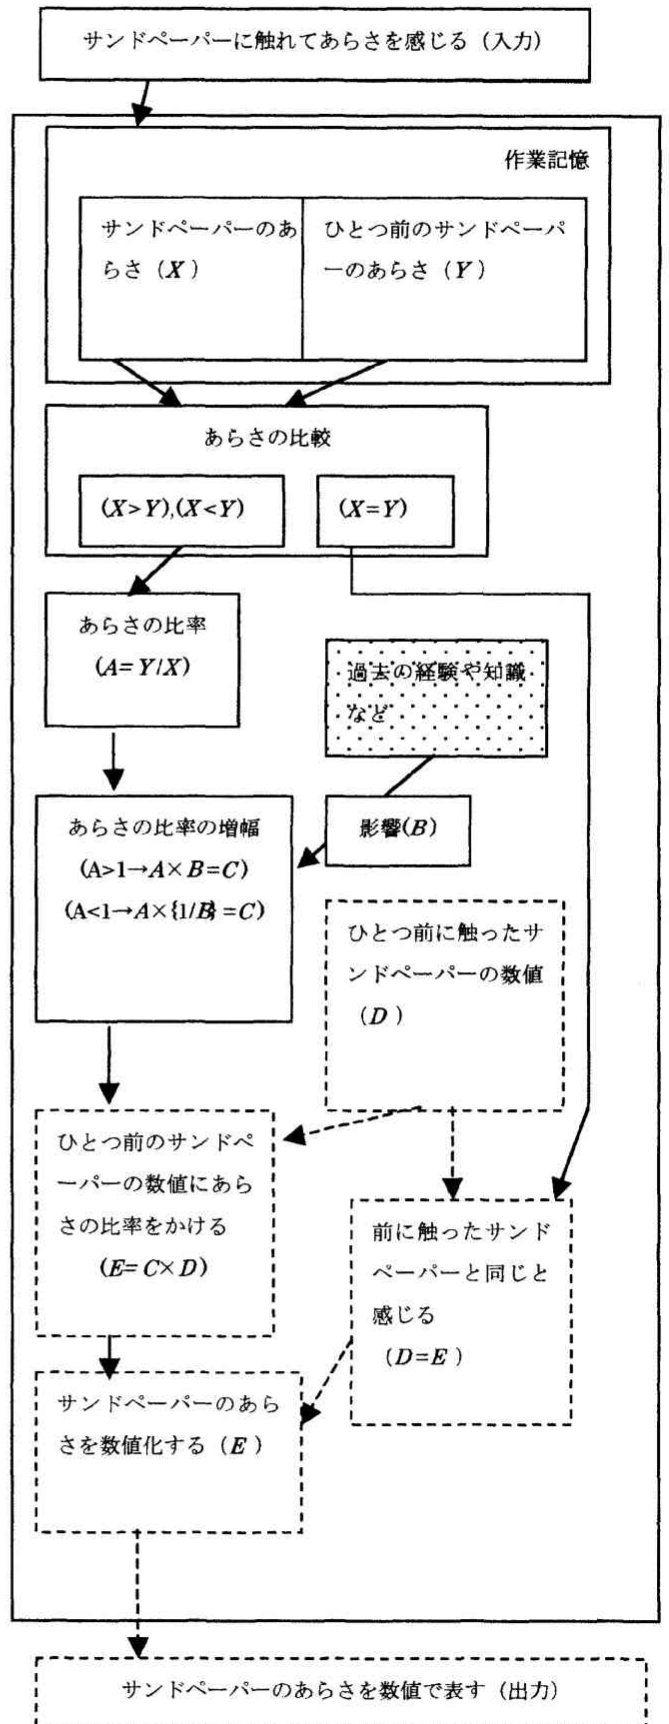 サンドペーパーに触れてあらさを感じる（入力）
作業記憶
サンドペーパーのあ
らさ（X）
ひとつ前のサンドペーパ
ーのあらさ（Y）
あらさの比較
(X>Y),(X<Y)
(X=Y)
あらさの比率
(A=Y/X)
過去の経験や知識
など
あらさの比率の増幅
(A>1→A×B=C)
(A<1→A×{1/B}=C)
影響(B)
ひとつ前に触ったサ
ンドペーパーの数値
（D）
ひとつ前のサンドペ
ーパーの数値にあら
さの比率をかける
(E=C×D)
前に触ったサンド
ペーパーと同じと
感じる
（D=E）
サンドペーパーのあら
さを数値化する（E）
サンドペーパーのあらさを数値で表す（出力）